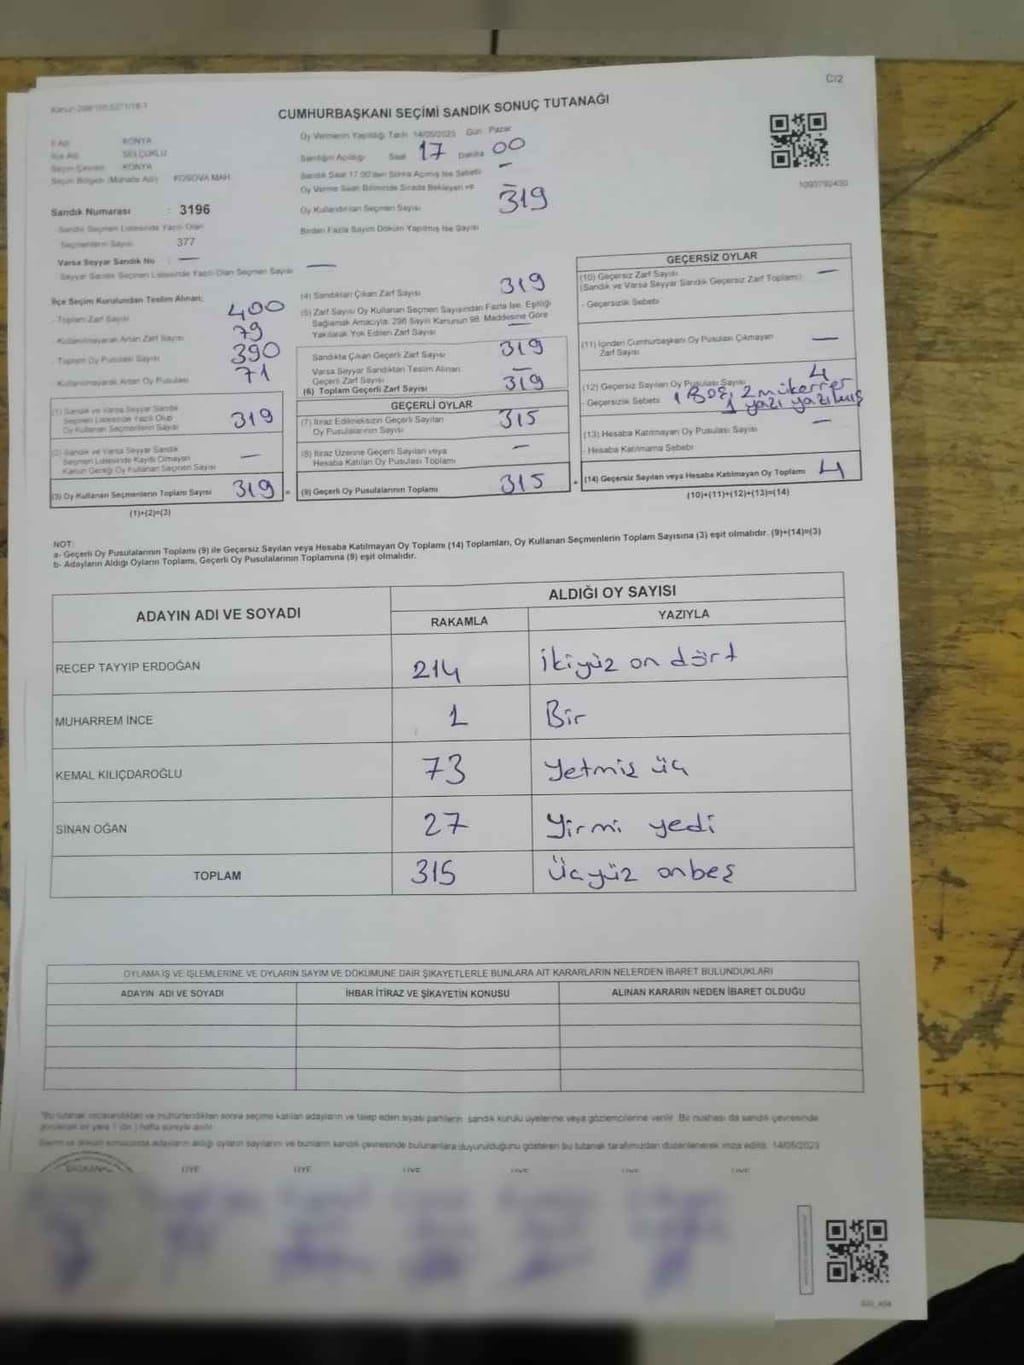 C/2
CUMHURBAŞKANI SEÇİMİ SANDIK SONUÇ TUTANAĞI
İl Adı : KONYA
İlçe Adı : SELÇUKLU
Seçim Çevresi : KONYA
Seçim Bölgesi (Mahalle Adı) : KOSOVA MAH.
Sandık Numarası : 3196
Sandık Seçmen Listesinde Yazılı Olan
Seçmenlerin Sayısı : 377
Varsa Seyyar Sandık No : —
Seyyar Sandık Seçmen Listesinde Yazılı Olan Seçmen Sayısı —
Oy Vermenin Yapıldığı Tarih 14/05/2023 Gün Pazar
Sandığın Açıldığı Saat 17 Dakika 00
Sandık Saat 17.00'den Sonra Açılmış İse Sebebi —
Oy Verme Saati Bitiminde Sırada Bekleyen ve —
Oy Kullandırılan Seçmen Sayısı 319
Birden Fazla Sayım Döküm Yapılmış İse Sayısı
1093792430
İlçe Seçim Kurulundan Teslim Alınan;
- Toplam Zarf Sayısı 400
- Kullanılmayarak Artan Zarf Sayısı 79
- Toplam Oy Pusulası Sayısı 390
- Kullanılmayarak Artan Oy Pusulası 71
(1) Sandık ve Varsa Seyyar Sandık
Seçmen Listesinde Yazılı Olup
Oy Kullanan Seçmenlerin Sayısı 319
(2) Sandık ve Varsa Seyyar Sandık
Seçmen Listesinde Kayıtlı Olmayan
Kanun Gereği Oy Kullanan Seçmen Sayısı —
(3) Oy Kullanan Seçmenlerin Toplam Sayısı 319 =
(1)+(2)=(3)
(4) Sandıktan Çıkan Zarf Sayısı 319
(5) Zarf Sayısı Oy Kullanan Seçmen Sayısından Fazla İse, Eşitliği
Sağlamak Amacıyla, 298 Sayılı Kanunun 98. Maddesine Göre
Yakılarak Yok Edilen Zarf Sayısı —
Sandıkta Çıkan Geçerli Zarf Sayısı 319
Varsa Seyyar Sandıktan Teslim Alınan
Geçerli Zarf Sayısı —
(6) Toplam Geçerli Zarf Sayısı 319
GEÇERLİ OYLAR
(7) İtiraz Edilmeksizin Geçerli Sayılan
Oy Pusulalarının Sayısı 315
(8) İtiraz Üzerine Geçerli Sayılan veya
Hesaba Katılan Oy Pusulası Toplamı —
(9) Geçerli Oy Pusulalarının Toplamı 315 +
GEÇERSİZ OYLAR
(10) Geçersiz Zarf Sayısı
(Sandık ve Varsa Seyyar Sandık Geçersiz Zarf Toplamı) —
- Geçersizlik Sebebi
(11) İçinden Cumhurbaşkanı Oy Pusulası Çıkmayan
Zarf Sayısı —
(12) Geçersiz Sayılan Oy Pusulası Sayısı 4
- Geçersizlik Sebebi 1 Boş, 2 mükerrer
1 yazı yazılmış
(13) Hesaba Katılmayan Oy Pusulası Sayısı —
- Hesaba Katılmama Sebebi
(14) Geçersiz Sayılan veya Hesaba Katılmayan Oy Toplamı 4
(10)+(11)+(12)+(13)=(14)
NOT:
a- Geçerli Oy Pusulalarının Toplamı (9) ile Geçersiz Sayılan veya Hesaba Katılmayan Oy Toplamı (14) Toplamları, Oy Kullanan Seçmenlerin Toplam Sayısına (3) eşit olmalıdır. (9)+(14)=(3)
b- Adayların Aldığı Oyların Toplamı, Geçerli Oy Pusulalarının Toplamına (9) eşit olmalıdır.
ADAYIN ADI VE SOYADI
ALDIĞI OY SAYISI
RAKAMLA YAZIYLA
RECEP TAYYIP ERDOĞAN 214 İkiyüz on dört
MUHARREM İNCE 1 Bir
KEMAL KILIÇDAROĞLU 73 Yetmiş üç
SİNAN OĞAN 27 Yirmi yedi
TOPLAM 315 Üçyüz onbeş
OYLAMA İŞ VE İŞLEMLERİNE VE OYLARIN SAYIM VE DÖKÜMÜNE DAİR ŞİKAYETLERLE BUNLARA AİT KARARLARIN NELERDEN İBARET BULUNDUKLARI
ADAYIN ADI VE SOYADI İHBAR İTİRAZ VE ŞİKAYETİN KONUSU ALINAN KARARIN NEDEN İBARET OLDUĞU
BAŞKAN ÜYE ÜYE ÜYE ÜYE ÜYE ÜYE